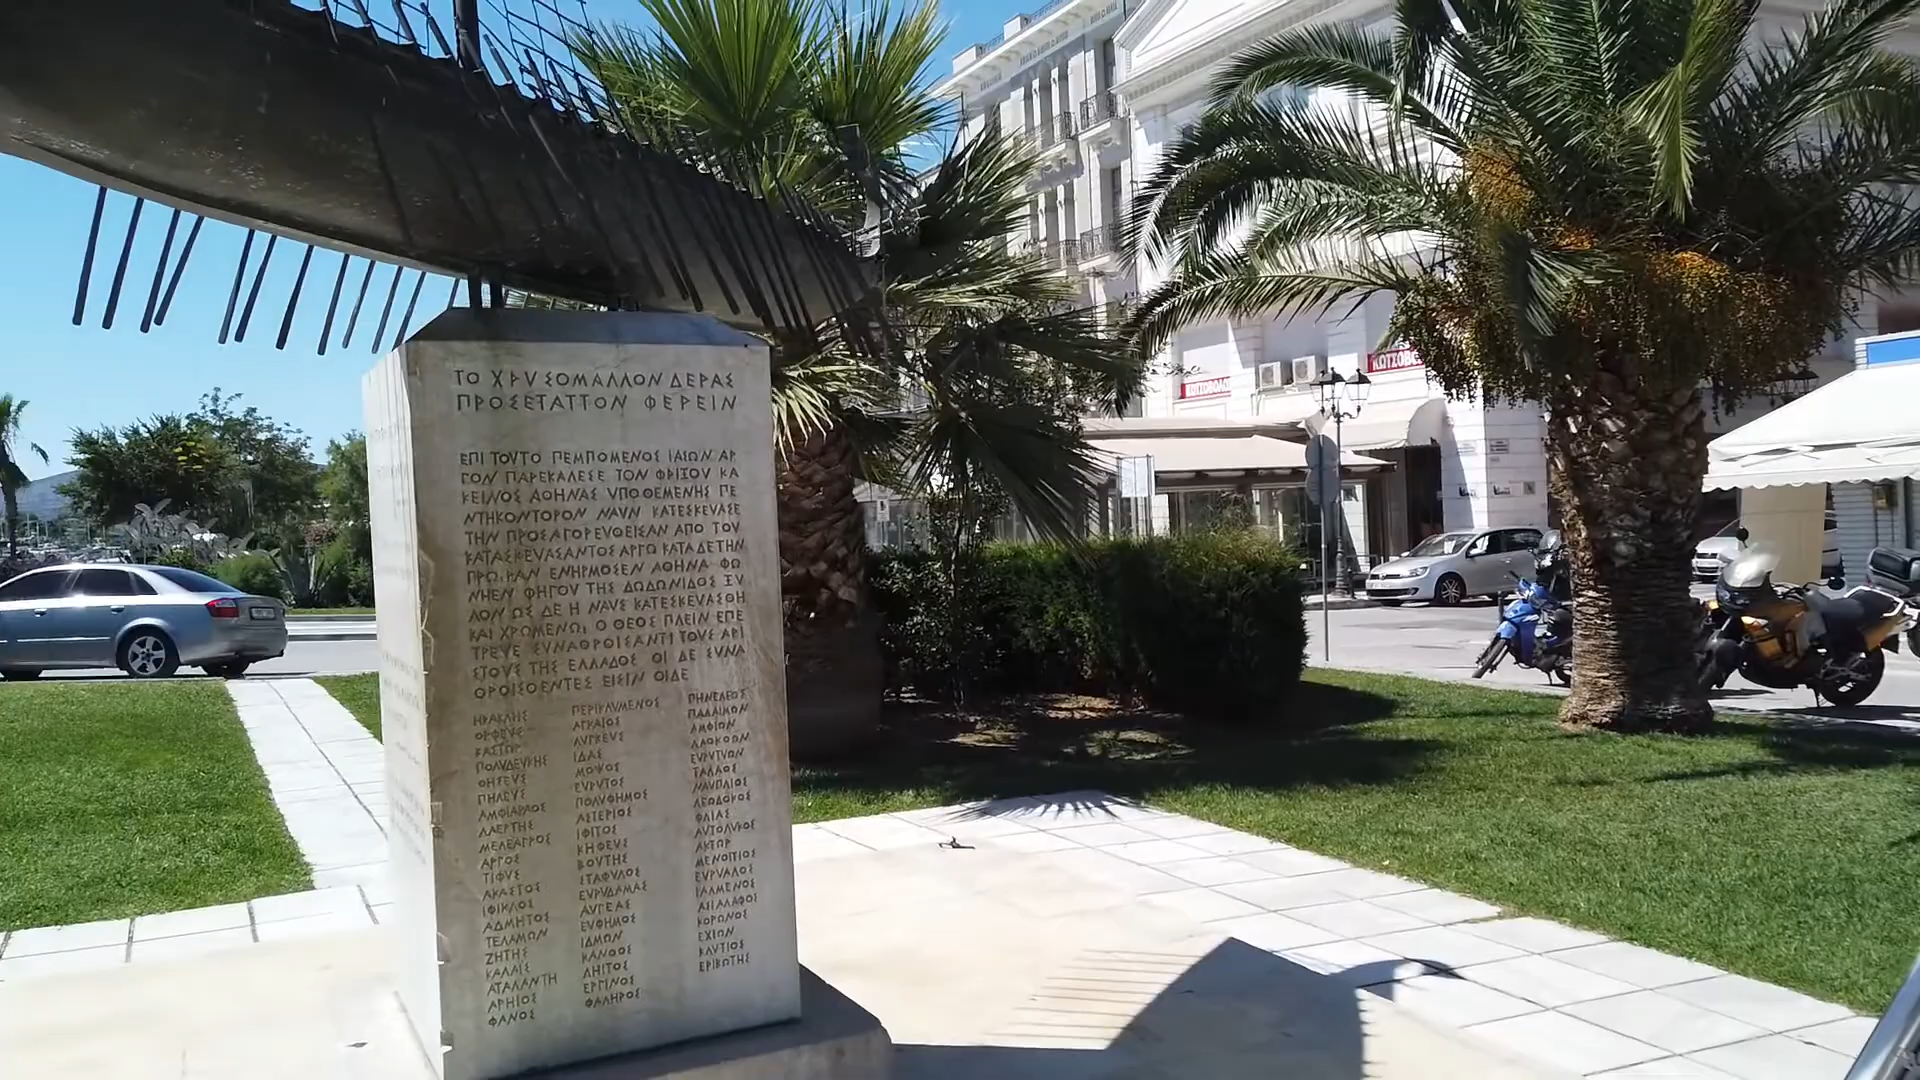 ΤΟ ΧΡΥΣΟΜΑΛΛΟΝ ΔΕΡΑΣ
ΠΡΟΣΕΤΑΤΤΟΝ ΦΕΡΕΙΝ
ΕΠΙ ΤΟΥΤΟ ΠΕΜΠΟΜΕΝΟΣ ΙΑΣΩΝ ΑΡ
ΓΟΝ ΠΑΡΕΚΑΛΕΣΕ ΤΟΝ ΦΡΙΞΟΥ ΚΑ
ΚΕΙΝΟΣ ΑΘΗΝΑΣ ΥΠΟΘΕΜΕΝΗΣ ΠΕ
ΝΤΗΚΟΝΤΟΡΟΝ ΝΑΥΝ ΚΑΤΕΣΚΕΥΑΣΕ
ΤΗΝ ΠΡΟΣΑΓΟΡΕΥΘΕΙΣΑΝ ΑΠΟ ΤΟΥ
ΚΑΤΑΣΚΕΥΑΣΑΝΤΟΣ ΑΡΓΩ ΚΑΤΑ ΔΕ ΤΗΝ
ΠΡΩΡΑΝ ΕΝΗΡΜΟΣΕΝ ΑΘΗΝΑ ΦΩ
ΝΗΕΝ ΦΗΓΟΥ ΤΗΣ ΔΩΔΩΝΙΔΟΣ ΞΥ
ΛΟΝ ΩΣ ΔΕ Η ΝΑΥΣ ΚΑΤΕΣΚΕΥΑΣΘΗ
ΚΑΙ ΧΡΩΜΕΝΩΙ Ο ΘΕΟΣ ΠΛΕΙΝ ΕΠΕ
ΤΡΕΨΕ ΣΥΝΑΘΡΟΙΣΑΝΤΙ ΤΟΥΣ ΑΡΙ
ΣΤΟΥΣ ΤΗΣ ΕΛΛΑΔΟΣ ΟΙ ΔΕ ΣΥΝΑ
ΘΡΟΙΣΘΕΝΤΕΣ ΕΙΣΙΝ ΟΙΔΕ
ΗΡΑΚΛΗΣ
ΟΡΦΕΥΣ
ΚΑΣΤΩΡ
ΠΟΛΥΔΕΥΚΗΣ
ΘΗΣΕΥΣ
ΠΗΛΕΥΣ
ΑΜΦΙΑΡΑΟΣ
ΛΑΕΡΤΗΣ
ΜΕΛΕΑΓΡΟΣ
ΑΡΓΟΣ
ΤΙΦΥΣ
ΑΚΑΣΤΟΣ
ΙΦΙΚΛΟΣ
ΑΔΜΗΤΟΣ
ΤΕΛΑΜΩΝ
ΖΗΤΗΣ
ΚΑΛΑΙΣ
ΑΤΑΛΑΝΤΗ
ΑΡΗΙΟΣ
ΦΑΝΟΣ
ΠΕΡΙΚΛΥΜΕΝΟΣ
ΑΓΚΑΙΟΣ
ΛΥΓΚΕΥΣ
ΙΔΑΣ
ΜΟΨΟΣ
ΕΥΡΥΤΟΣ
ΠΟΛΥΦΗΜΟΣ
ΑΣΤΕΡΙΟΣ
ΙΦΙΤΟΣ
ΚΗΦΕΥΣ
ΒΟΥΤΗΣ
ΣΤΑΦΥΛΟΣ
ΕΥΡΥΔΑΜΑΣ
ΑΥΓΕΑΣ
ΕΥΦΗΜΟΣ
ΙΔΜΩΝ
ΚΑΝΘΟΣ
ΛΗΙΤΟΣ
ΕΡΓΙΝΟΣ
ΦΑΛΗΡΟΣ
ΠΗΝΕΛΕΩΣ
ΠΑΛΑΙΜΩΝ
ΑΜΦΙΩΝ
ΛΑΟΚΟΩΝ
ΕΥΡΥΤΙΩΝ
ΤΑΛΑΟΣ
ΝΑΥΠΛΙΟΣ
ΛΕΩΔΟΚΟΣ
ΦΛΙΑΣ
ΑΥΤΟΛΥΚΟΣ
ΑΚΤΩΡ
ΜΕΝΟΙΤΙΟΣ
ΕΥΡΥΑΛΟΣ
ΙΑΛΜΕΝΟΣ
ΑΣΚΑΛΑΦΟΣ
ΚΟΡΩΝΟΣ
ΕΧΙΩΝ
ΚΛΥΤΙΟΣ
ΕΡΙΒΩΤΗΣ
ΚΩΤΣΟΒΟΛΟΣ
ΚΩΤΣΟΒΟ